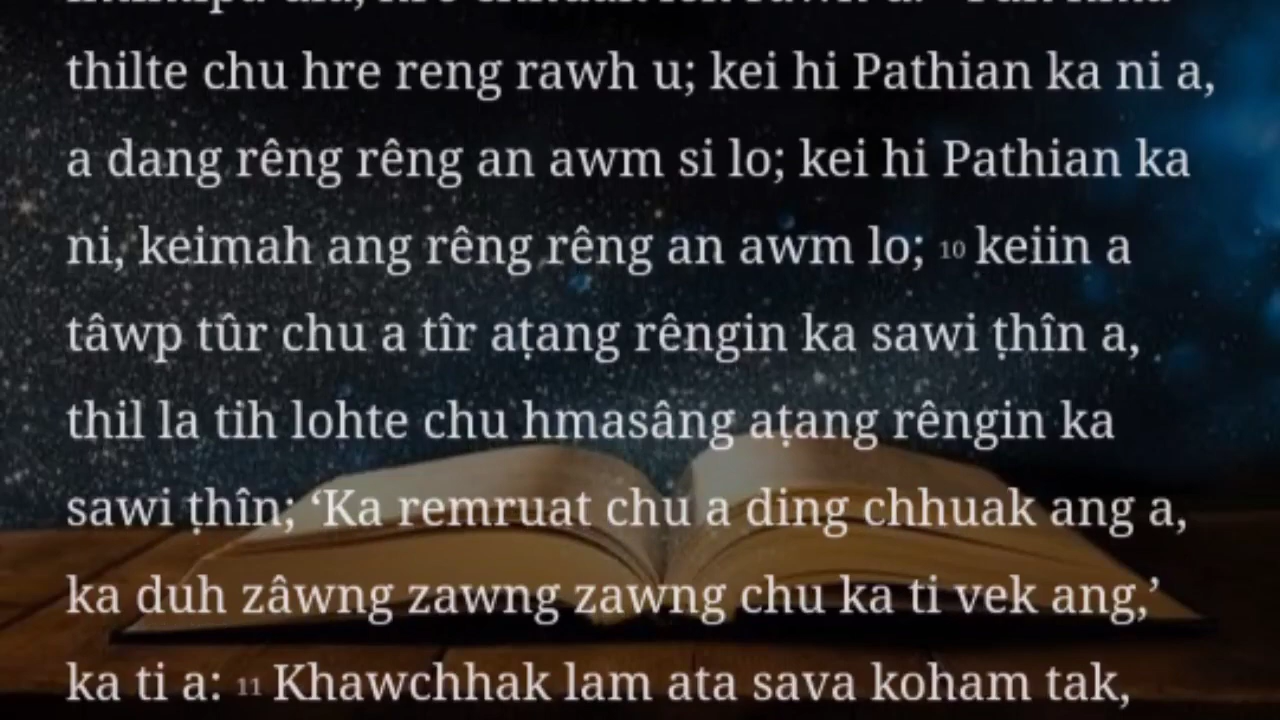 thilte chu hre reng rawh u; kei hi Pathian ka ni a,
a dang rêng rêng an awm si lo; kei hi Pathian ka
ni, keimah ang rêng rêng an awm lo; 10 keiin a
tâwp tûr chu a tîr aṭang rêngin ka sawi ṭhîn a,
thil la tih lohte chu hmasâng aṭang rêngin ka
sawi ṭhîn; ‘Ka remruat chu a ding chhuak ang a,
ka duh zâwng zawng zawng chu ka ti vek ang,’
ka ti a: 11 Khawchhak lam ata sava koham tak,